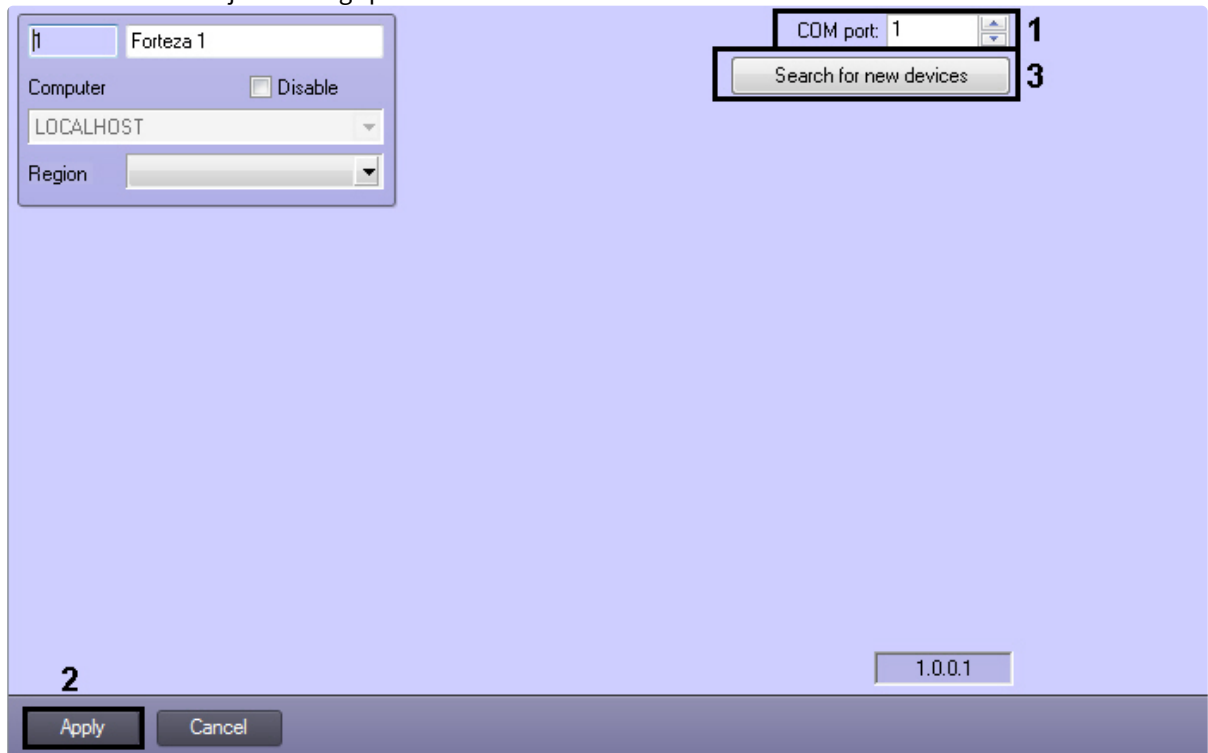 1 Forteza 1
COM port: 1 1
Search for new devices 3
Computer Disable
LOCALHOST
Region
1.0.0.1
2
Apply Cancel